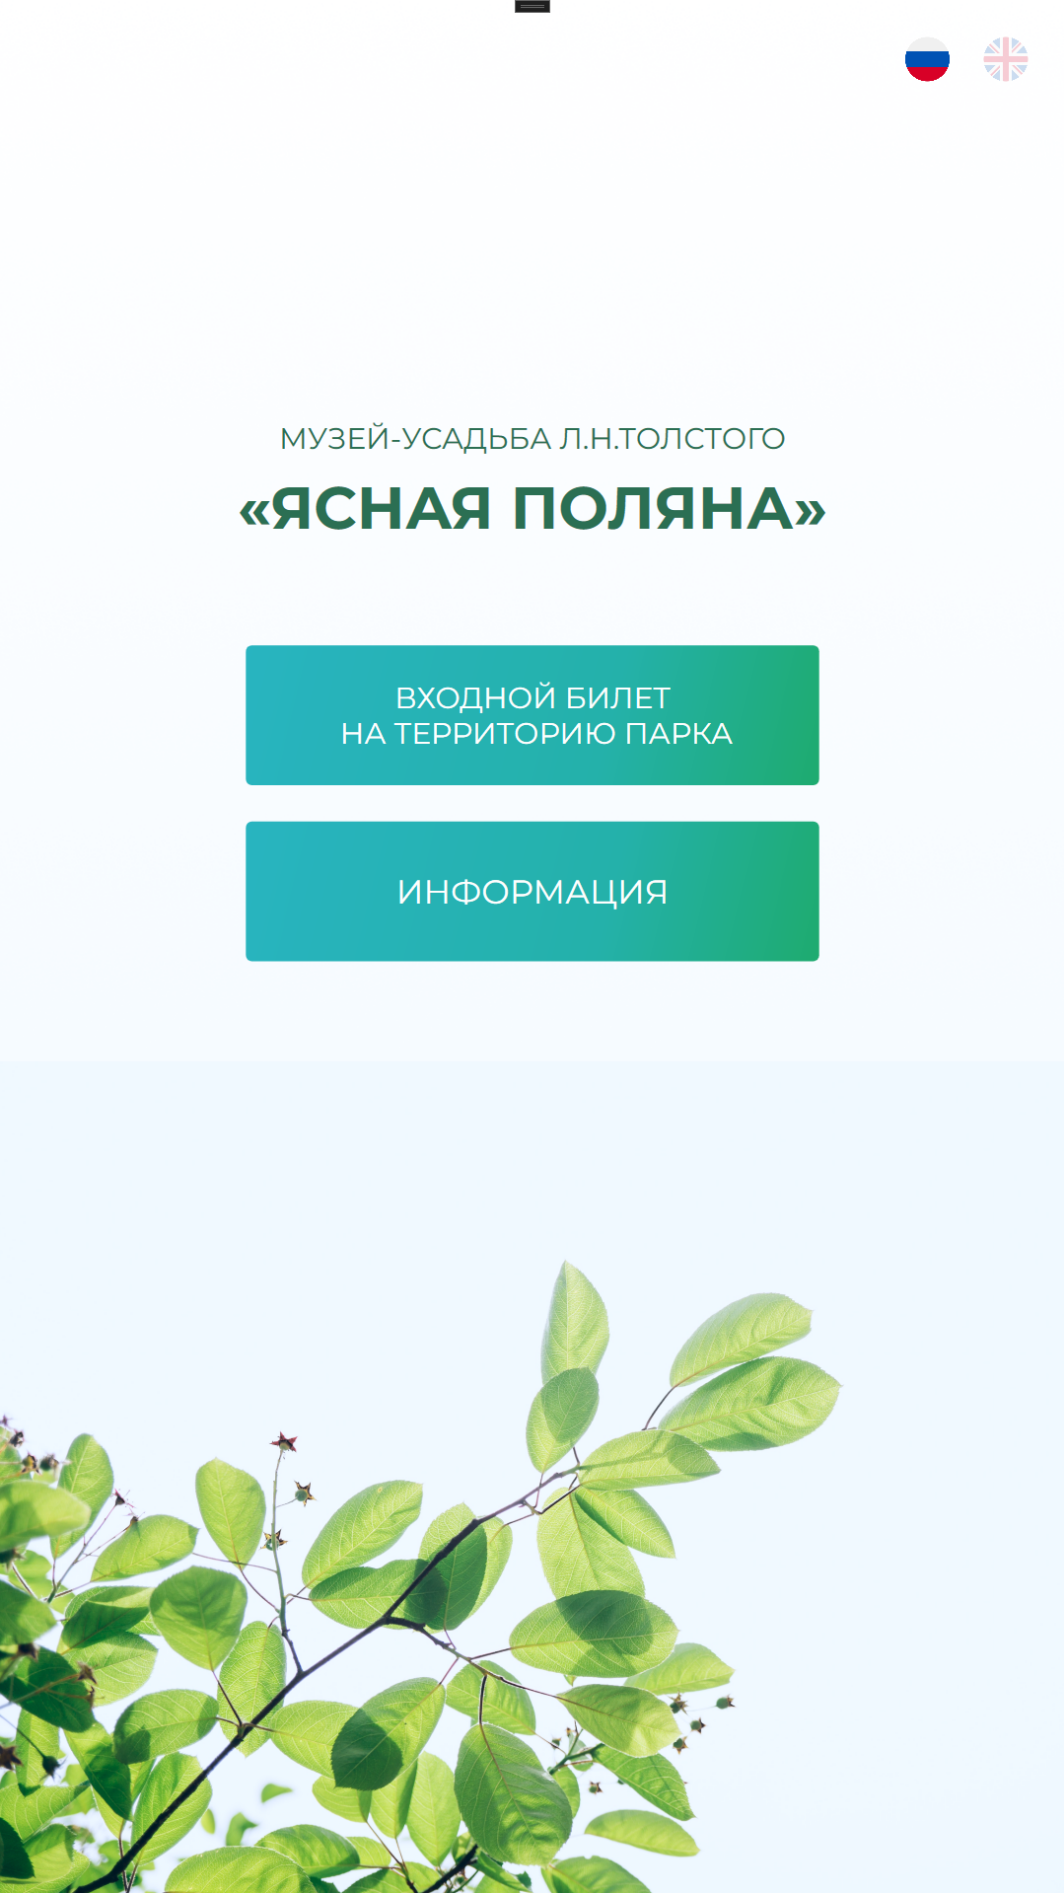 МУЗЕЙ-УСАДЬБА Л.Н.ТОЛСТОГО
«ЯСНАЯ ПОЛЯНА»
ВХОДНОЙ БИЛЕТ
НА ТЕРРИТОРИЮ ПАРКА
ИНФОРМАЦИЯ